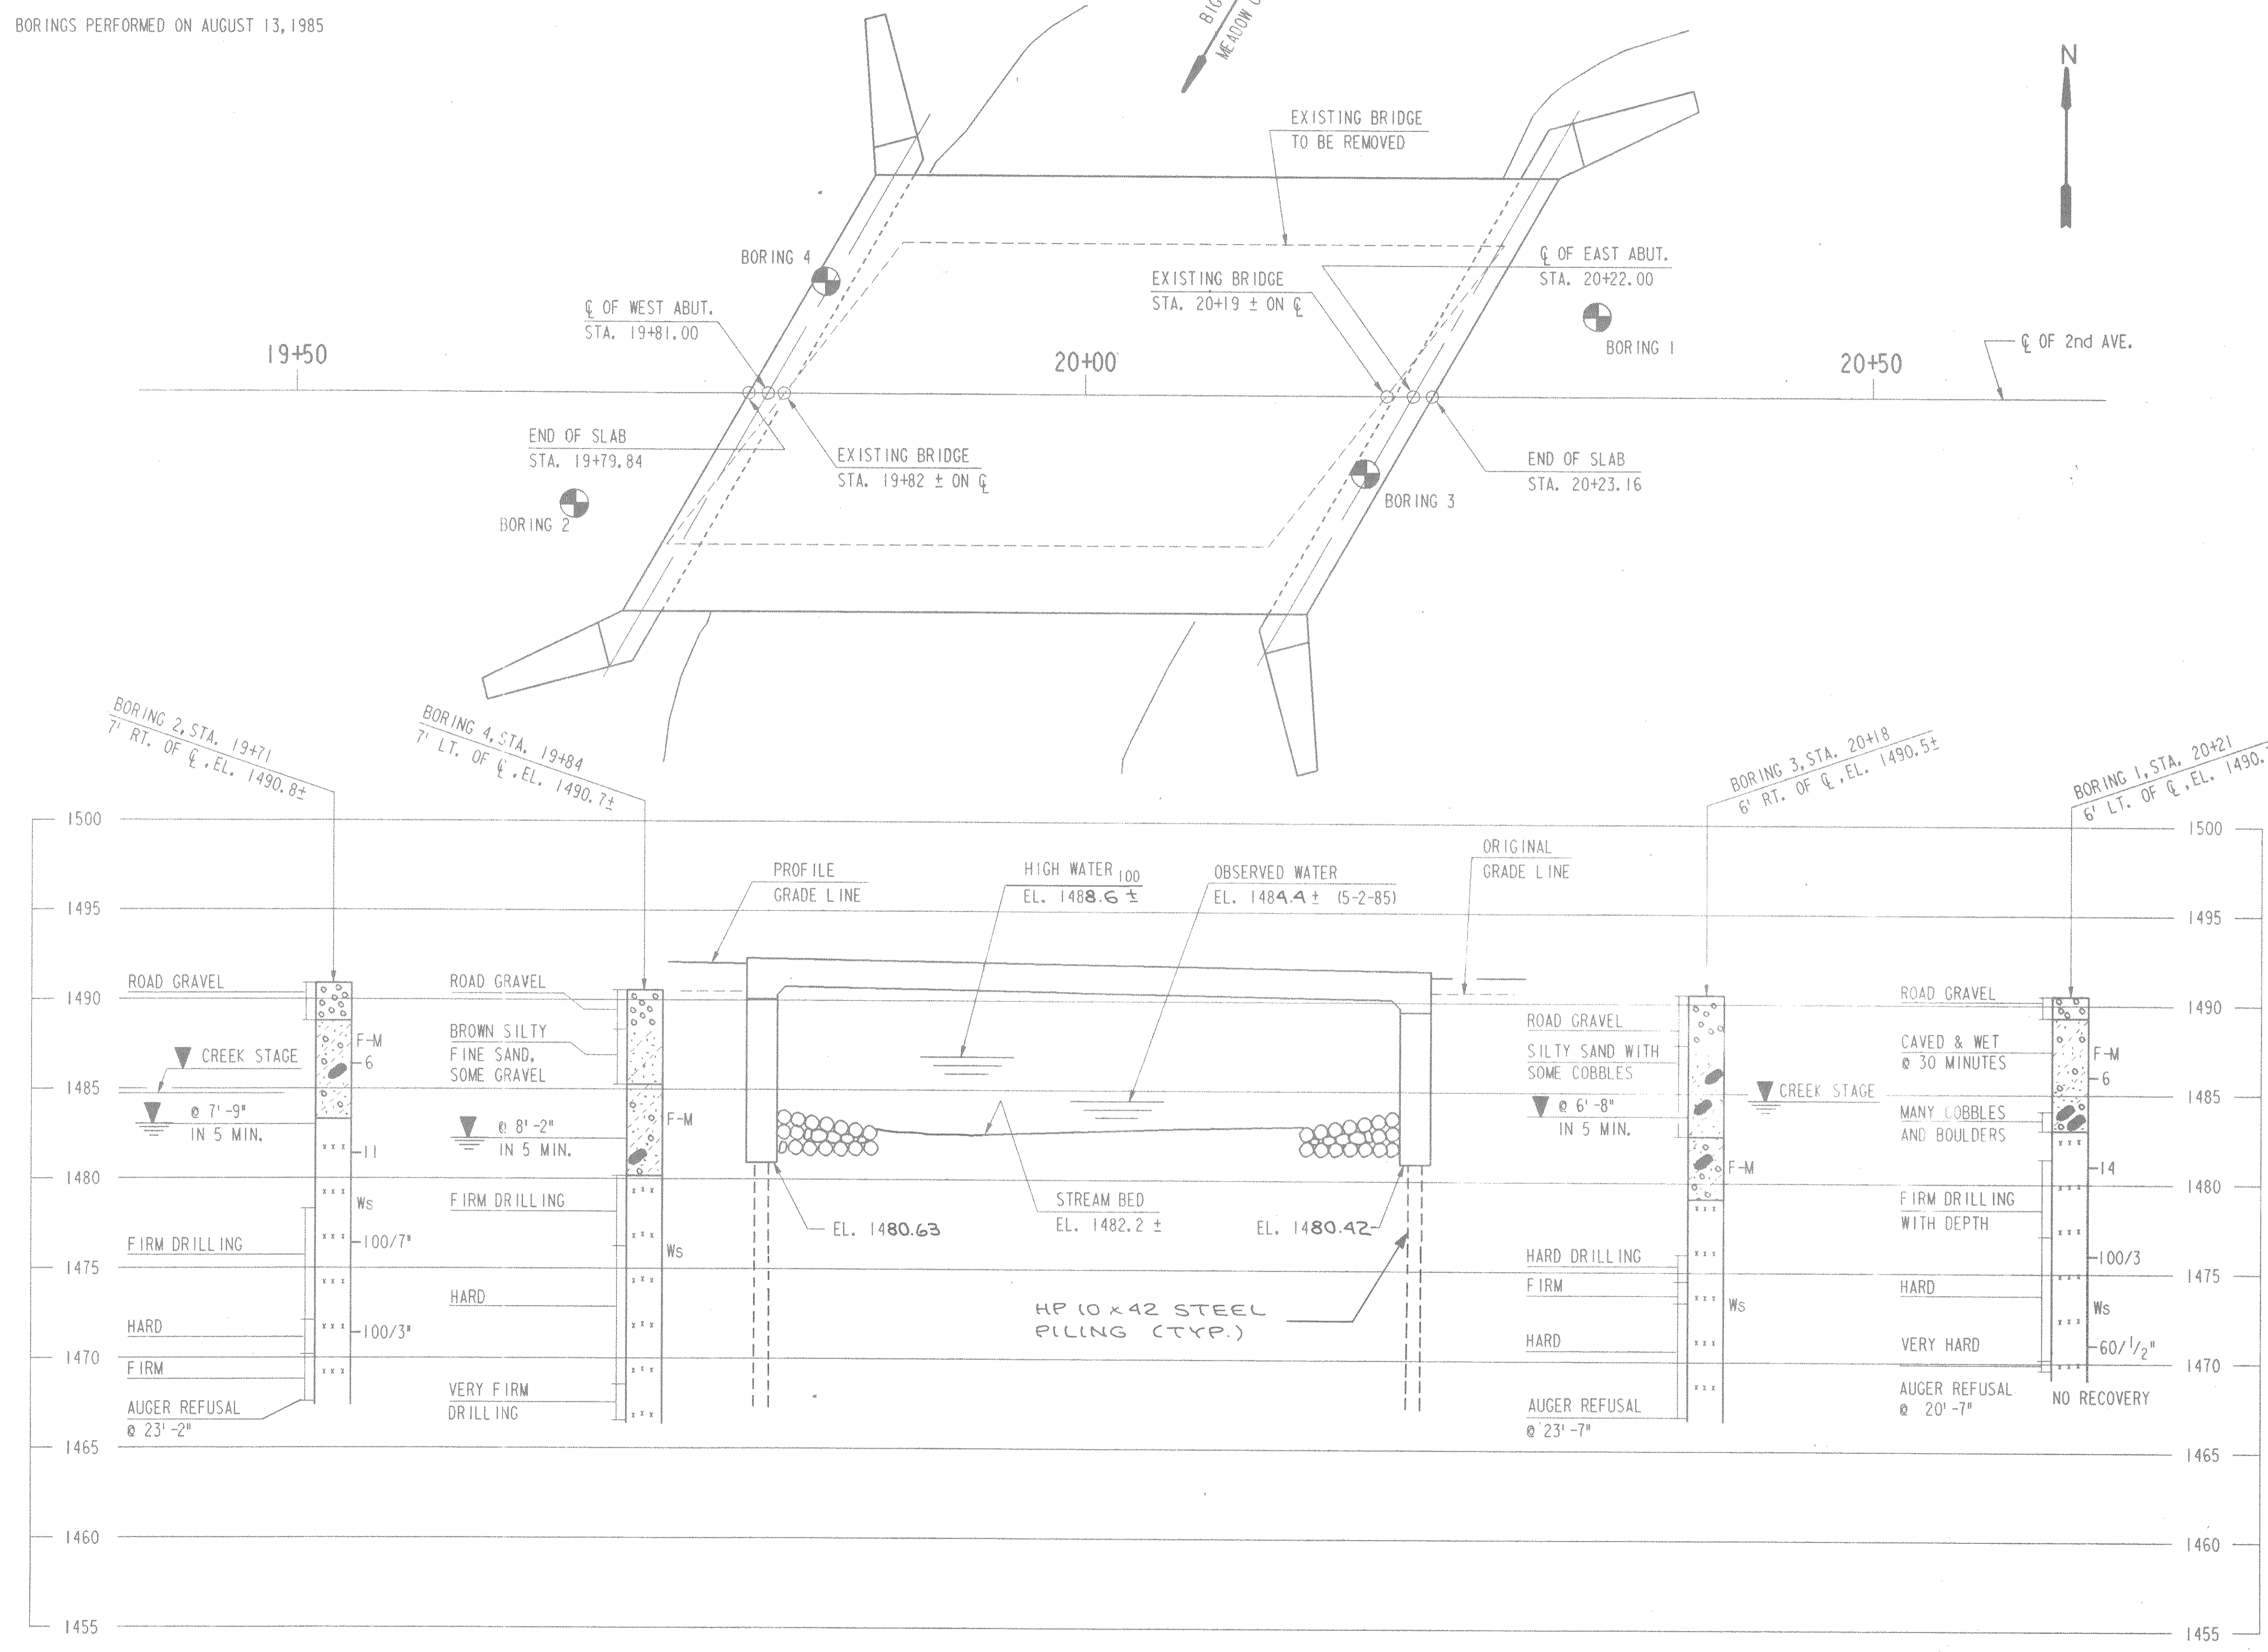 BORINGS PERFORMED ON AUGUST 13, 1985
BIG
MEADOW
N
EXISTING BRIDGE
TO BE REMOVED
BORING 4
℄ OF WEST ABUT.
STA. 19+81.00
EXISTING BRIDGE
STA. 20+19 ± ON ℄
℄ OF EAST ABUT.
STA. 20+22.00
BORING 1
℄ OF 2nd AVE.
19+50
20+00
20+50
END OF SLAB
STA. 19+79.84
EXISTING BRIDGE
STA. 19+82 ± ON ℄
END OF SLAB
STA. 20+23.16
BORING 2
BORING 3
BORING 2, STA. 19+71
7' RT. OF ℄, EL. 1490.8±
BORING 4, STA. 19+84
7' LT. OF ℄, EL. 1490.7±
BORING 3, STA. 20+18
6' RT. OF ℄, EL. 1490.5±
BORING 1, STA. 20+21
6' LT. OF ℄, EL. 1490.
1500
1495
1490
1485
1480
1475
1470
1465
1460
1455
ROAD GRAVEL
F-M
6
CREEK STAGE
@ 7'-9"
IN 5 MIN.
11
Ws
FIRM DRILLING
100/7"
HARD
100/3"
FIRM
AUGER REFUSAL
@ 23'-2"
ROAD GRAVEL
BROWN SILTY
FINE SAND,
SOME GRAVEL
@ 8'-2"
IN 5 MIN.
F-M
FIRM DRILLING
Ws
HARD
VERY FIRM
DRILLING
PROFILE
GRADE LINE
HIGH WATER 100
EL. 1488.6 ±
OBSERVED WATER
EL. 1484.4 ± (5-2-85)
ORIGINAL
GRADE LINE
STREAM BED
EL. 1482.2 ±
EL. 1480.63
EL. 1480.42
HP 10 x 42 STEEL
PILING (TYP.)
ROAD GRAVEL
SILTY SAND WITH
SOME COBBLES
@ 6'-8"
IN 5 MIN.
CREEK STAGE
F-M
HARD DRILLING
FIRM
Ws
HARD
AUGER REFUSAL
@ 23'-7"
ROAD GRAVEL
CAVED & WET
@ 30 MINUTES
F-M
6
MANY COBBLES
AND BOULDERS
14
FIRM DRILLING
WITH DEPTH
100/3
HARD
Ws
VERY HARD
60/1/2"
AUGER REFUSAL
@ 20'-7"
NO RECOVERY
1500
1495
1490
1485
1480
1475
1470
1465
1460
1455